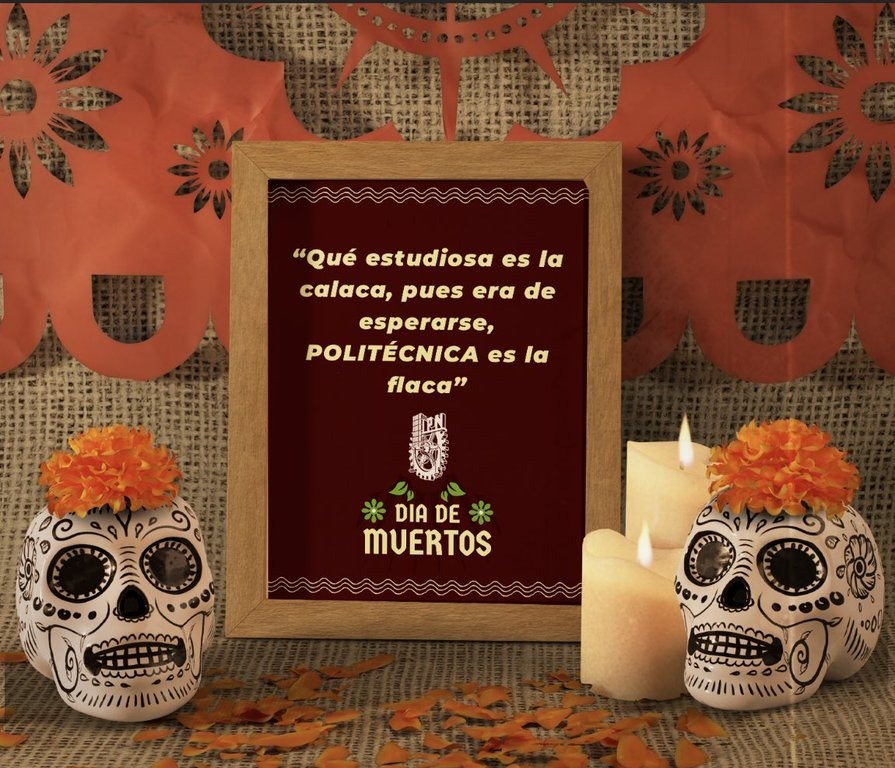 “Qué estudiosa es la
calaca, pues era de
esperarse,
POLITÉCNICA es la
flaca”
IPN
DIA DE
MUERTOS